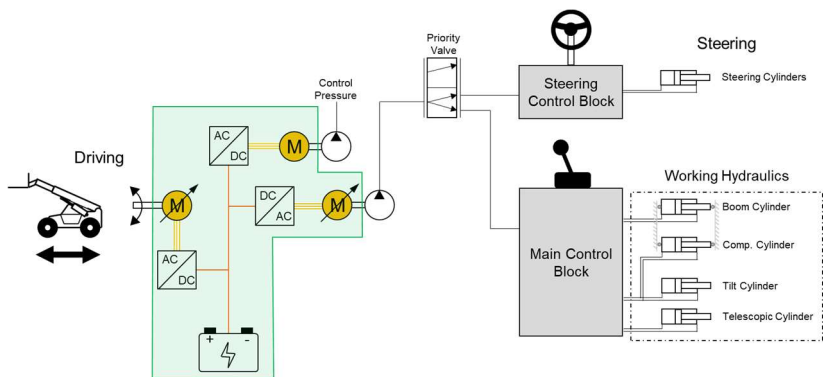 Priority
Valve
Steering
Control
Pressure
Steering
Control Block
Steering Cylinders
AC
DC
M
Driving
Working Hydraulics
M
DC
AC
M
Boom Cylinder
Main Control
Block
Comp. Cylinder
AC
DC
Tilt Cylinder
Telescopic Cylinder
+ -